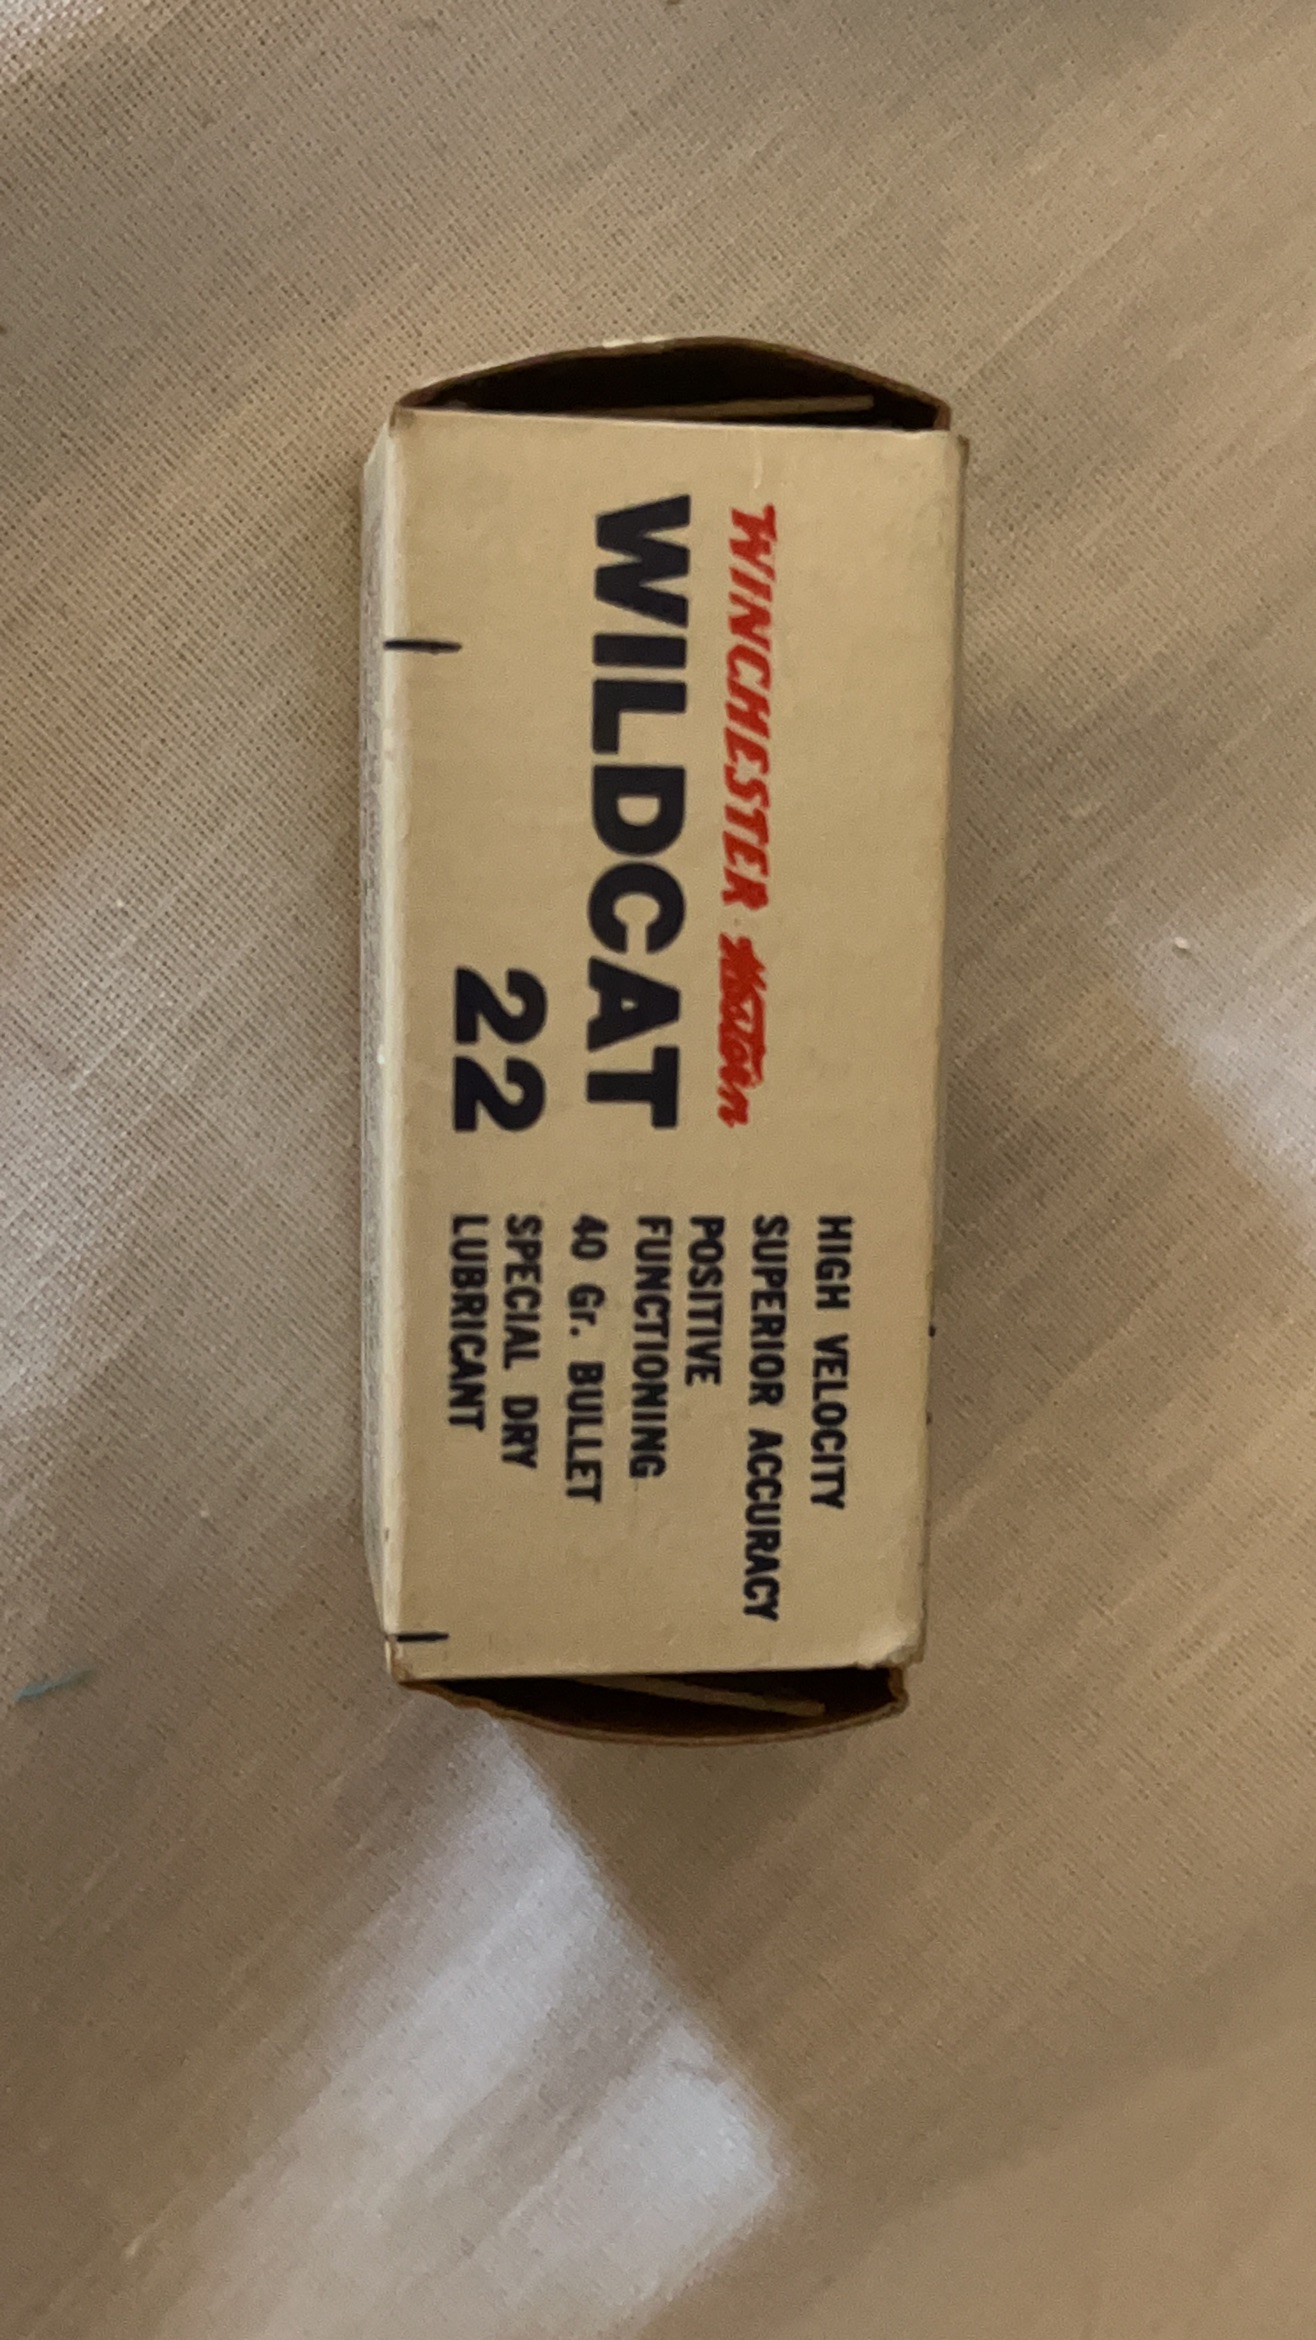 WINCHESTER Western
WILDCAT
22
HIGH VELOCITY
SUPERIOR ACCURACY
POSITIVE
FUNCTIONING
40 Gr. BULLET
SPECIAL DRY
LUBRICANT